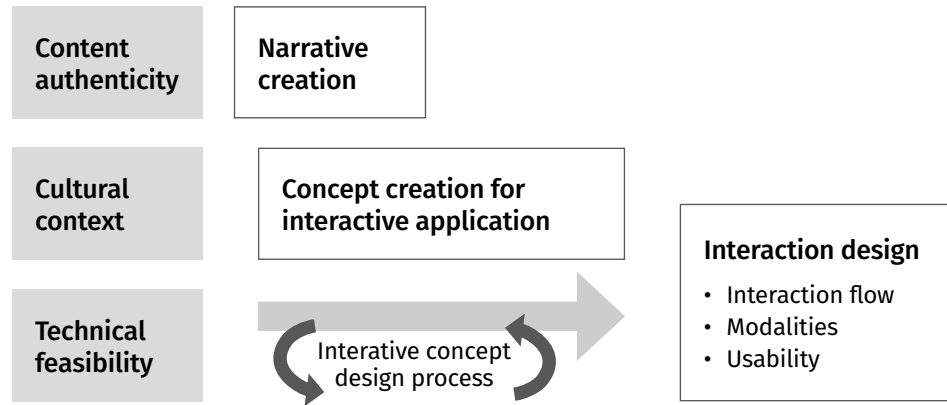 Content
authenticity
Narrative
creation
Cultural
context
Concept creation for
interactive application
Technical
feasibility
Interative concept
design process
Interaction design
• Interaction flow
• Modalities
• Usability